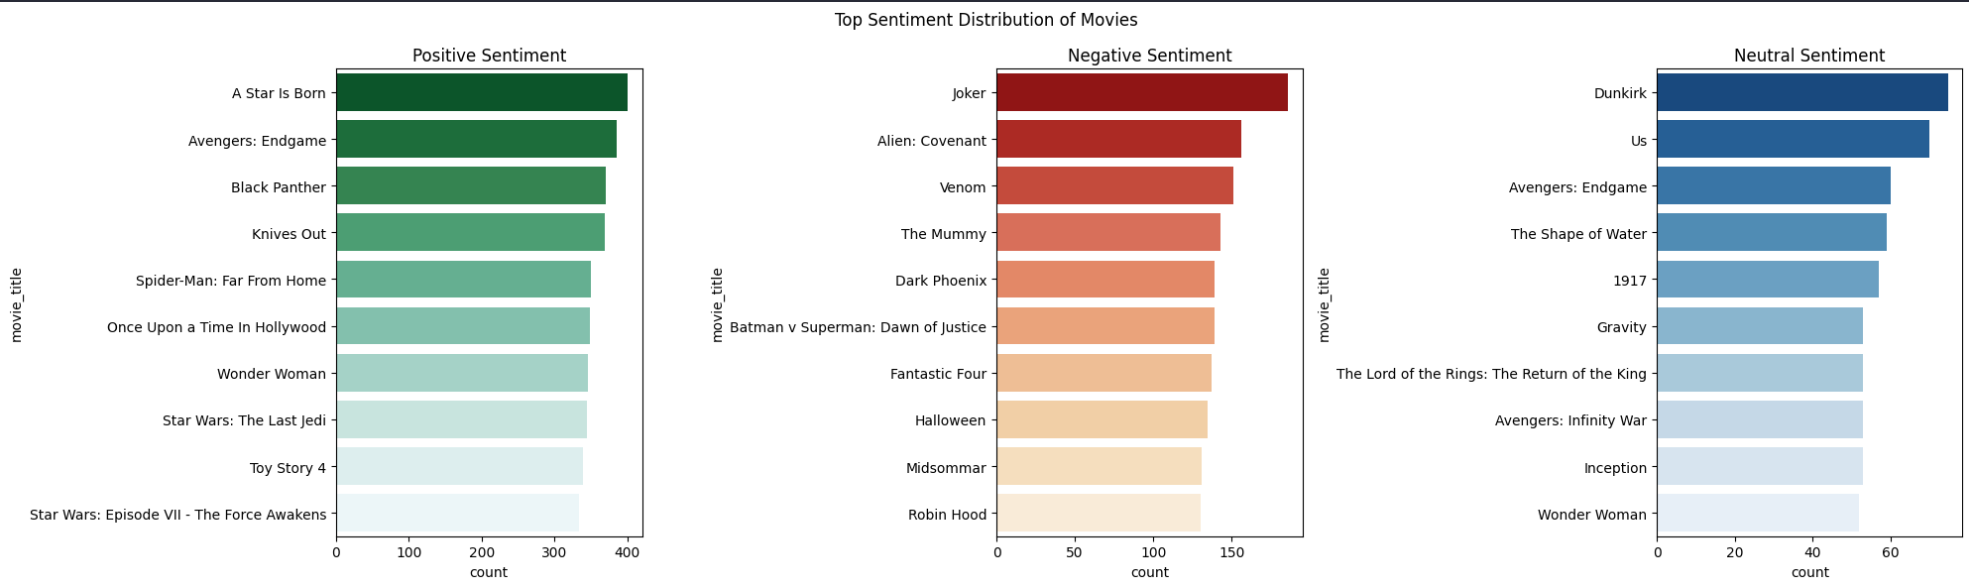 Top Sentiment Distribution of Movies
Positive Sentiment
movie_title
A Star Is Born
Avengers: Endgame
Black Panther
Knives Out
Spider-Man: Far From Home
Once Upon a Time In Hollywood
Wonder Woman
Star Wars: The Last Jedi
Toy Story 4
Star Wars: Episode VII - The Force Awakens
0 100 200 300 400
count
Negative Sentiment
movie_title
Joker
Alien: Covenant
Venom
The Mummy
Dark Phoenix
Batman v Superman: Dawn of Justice
Fantastic Four
Halloween
Midsommar
Robin Hood
0 50 100 150
count
Neutral Sentiment
movie_title
Dunkirk
Us
Avengers: Endgame
The Shape of Water
1917
Gravity
The Lord of the Rings: The Return of the King
Avengers: Infinity War
Inception
Wonder Woman
0 20 40 60
count